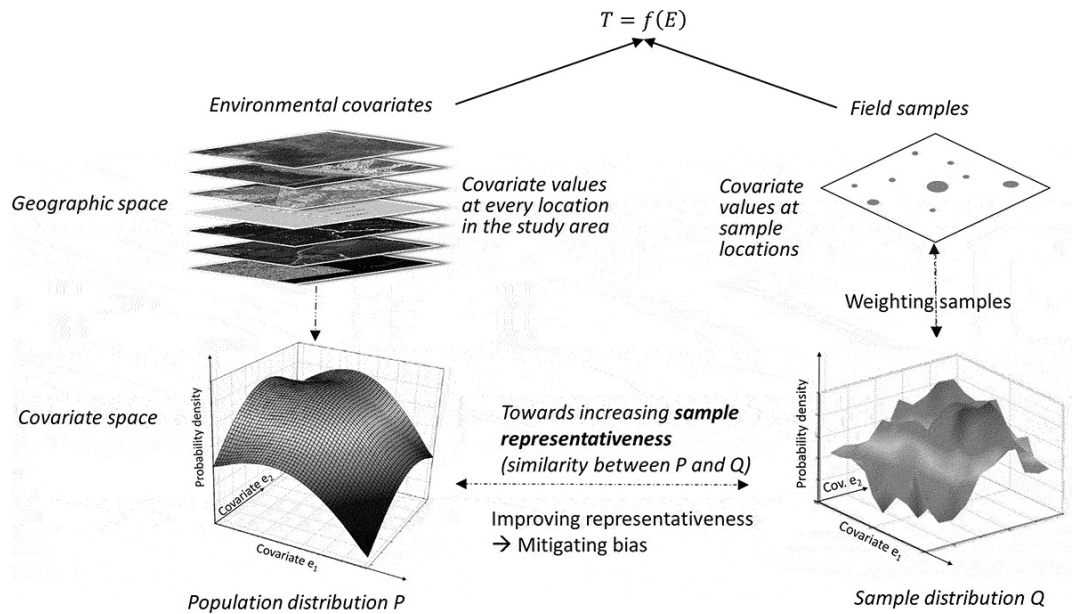 T = f(E)
Environmental covariates
Field samples
Geographic space
Covariate values
at every location
in the study area
Covariate
values at
sample
locations
Weighting samples
Covariate space
Probability density
Covariate e₂
Covariate e₁
Towards increasing sample
representativeness
(similarity between P and Q)
Improving representativeness
→ Mitigating bias
Probability density
Cov. e₂
Covariate e₁
Population distribution P
Sample distribution Q